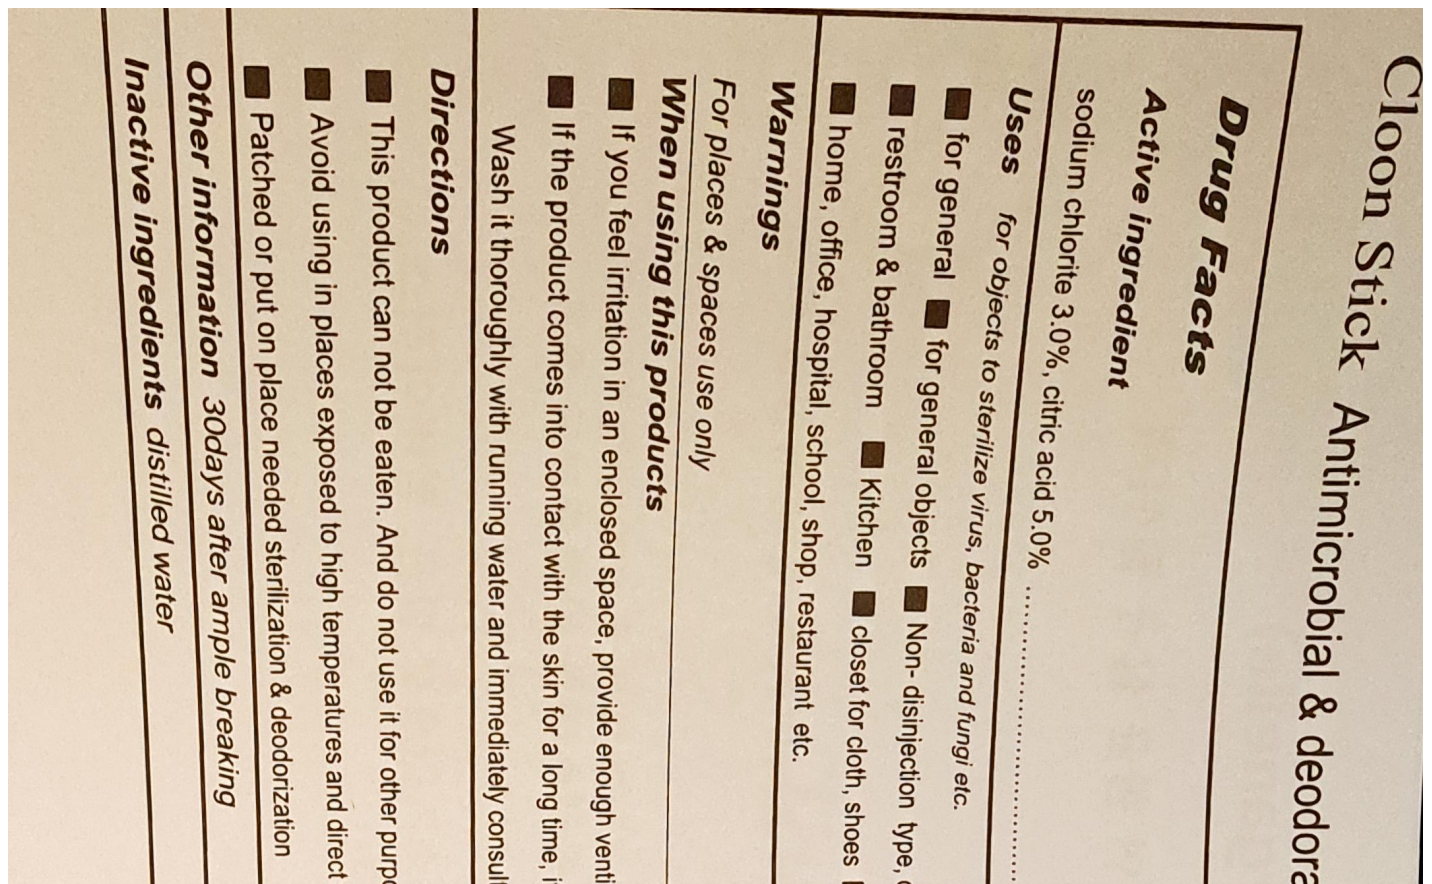 Cloon Stick Antimicrobial & deodora
Drug Facts
Active ingredient
sodium chlorite 3.0%, citric acid 5.0% ..............................
Uses for objects to sterilize virus, bacteria and fungi etc.
■ for general ■ for general objects ■ Non- disinjection type,
■ restroom & bathroom ■ Kitchen ■ closet for cloth, shoes
■ home, office, hospital, school, shop, restaurant etc.
Warnings
For places & spaces use only
When using this products
■ If you feel irritation in an enclosed space, provide enough venti
■ If the product comes into contact with the skin for a long time, i
Wash it thoroughly with running water and immediately consult
Directions
■ This product can not be eaten. And do not use it for other purpo
■ Avoid using in places exposed to high temperatures and direct
■ Patched or put on place needed sterilization & deodorization
Other information 30days after ample breaking
Inactive ingredients distilled water